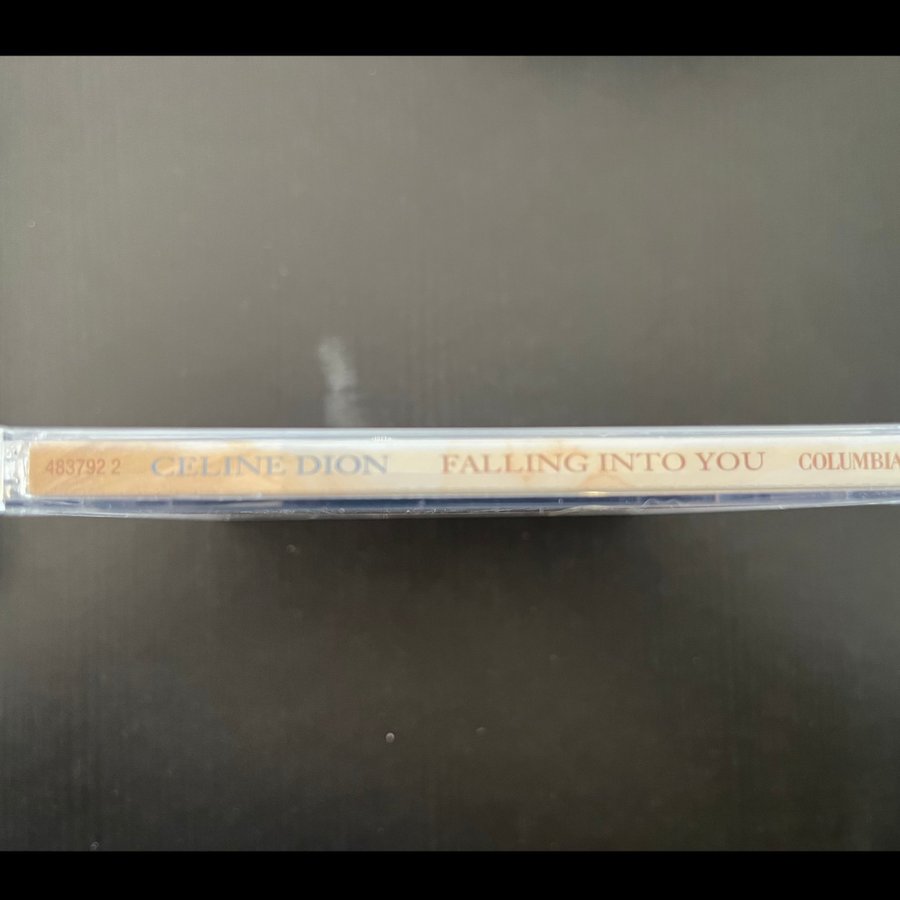 483792 2 CELINE DION FALLING INTO YOU COLUMBIA